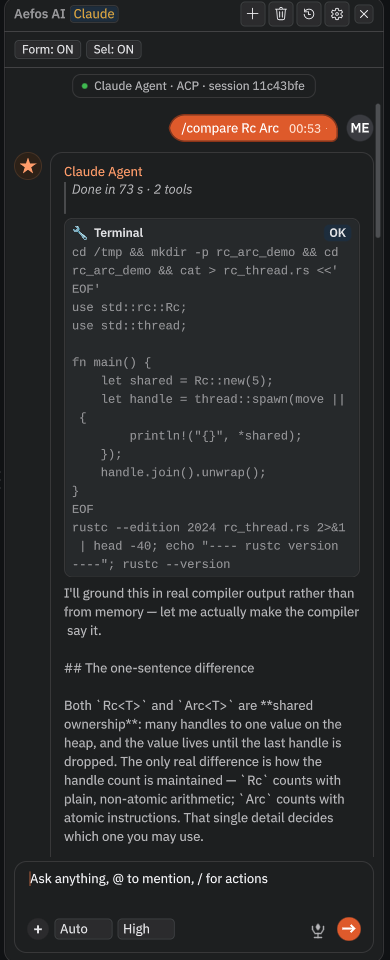 Aefos AI Claude
Form: ON Sel: ON
Claude Agent · ACP · session 11c43bfe
/compare Rc Arc 00:53 ·
ME
Claude Agent
Done in 73 s · 2 tools
Terminal OK
cd /tmp && mkdir -p rc_arc_demo && cd
rc_arc_demo && cat > rc_thread.rs <<'
EOF'
use std::rc::Rc;
use std::thread;
fn main() {
    let shared = Rc::new(5);
    let handle = thread::spawn(move ||
 {
        println!("{}", *shared);
    });
    handle.join().unwrap();
}
EOF
rustc --edition 2024 rc_thread.rs 2>&1
 | head -40; echo "---- rustc version
----"; rustc --version
I'll ground this in real compiler output rather than
from memory — let me actually make the compiler
say it.
## The one-sentence difference
Both `Rc<T>` and `Arc<T>` are **shared
ownership**: many handles to one value on the
heap, and the value lives until the last handle is
dropped. The only real difference is how the
handle count is maintained — `Rc` counts with
plain, non-atomic arithmetic; `Arc` counts with
atomic instructions. That single detail decides
which one you may use.
Ask anything, @ to mention, / for actions
+ Auto High